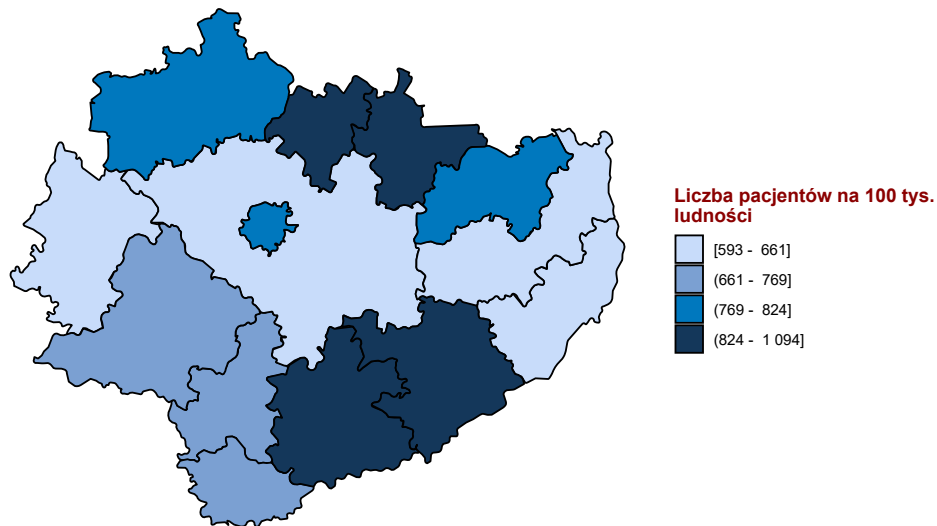 Liczba pacjentów na 100 tys.
ludności
[593 - 661]
(661 - 769]
(769 - 824]
(824 - 1 094]